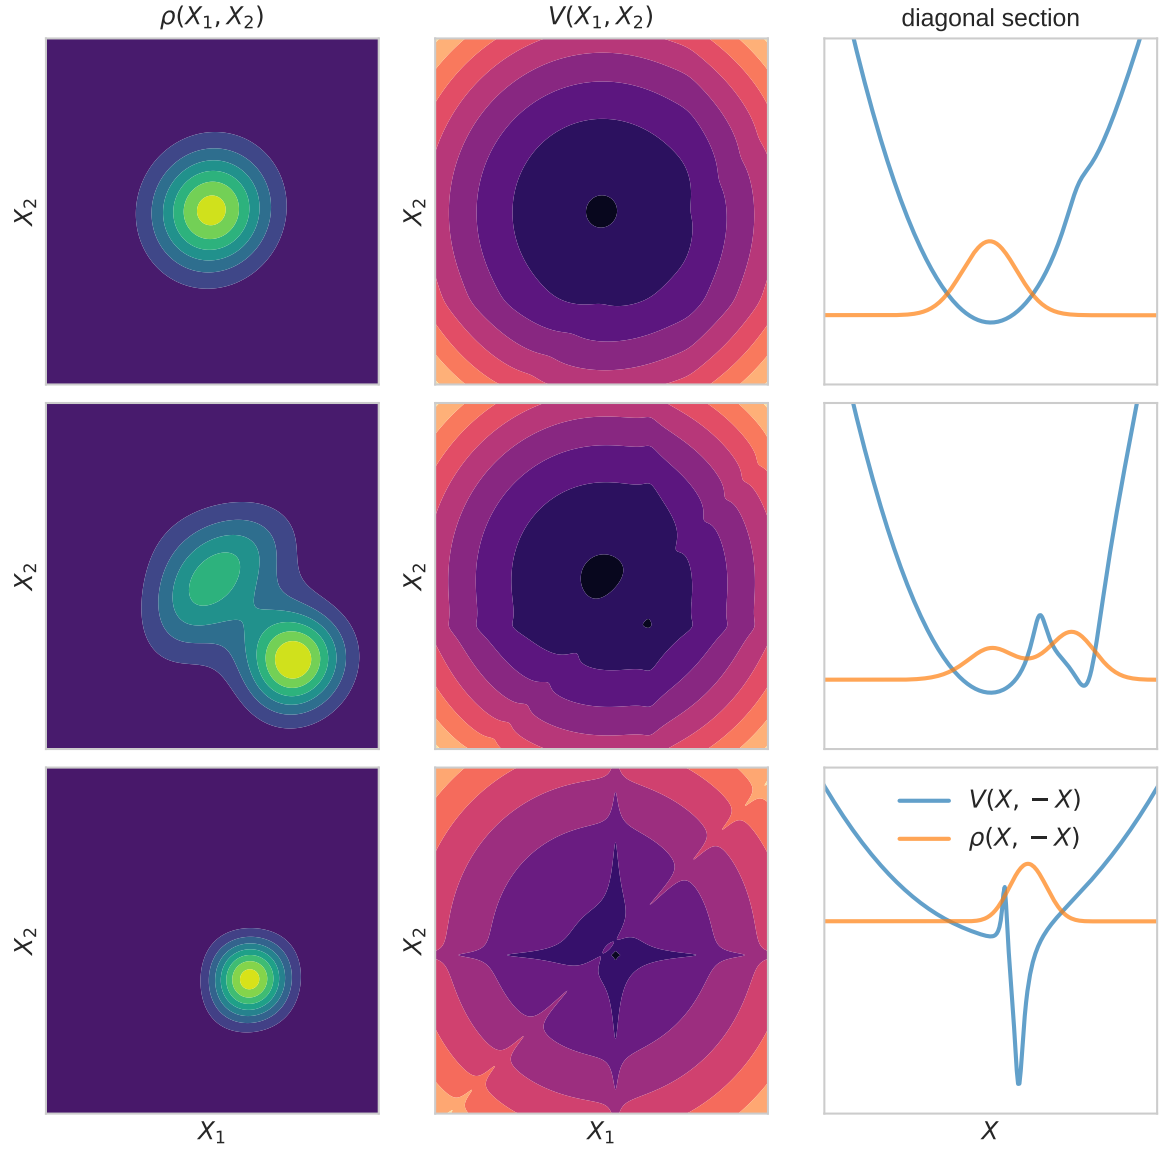 ρ(X₁, X₂)
V(X₁, X₂)
diagonal section
X₂
X₂
X₂
X₂
X₂
V(X, −X)
ρ(X, −X)
X₂
X₁
X₁
X